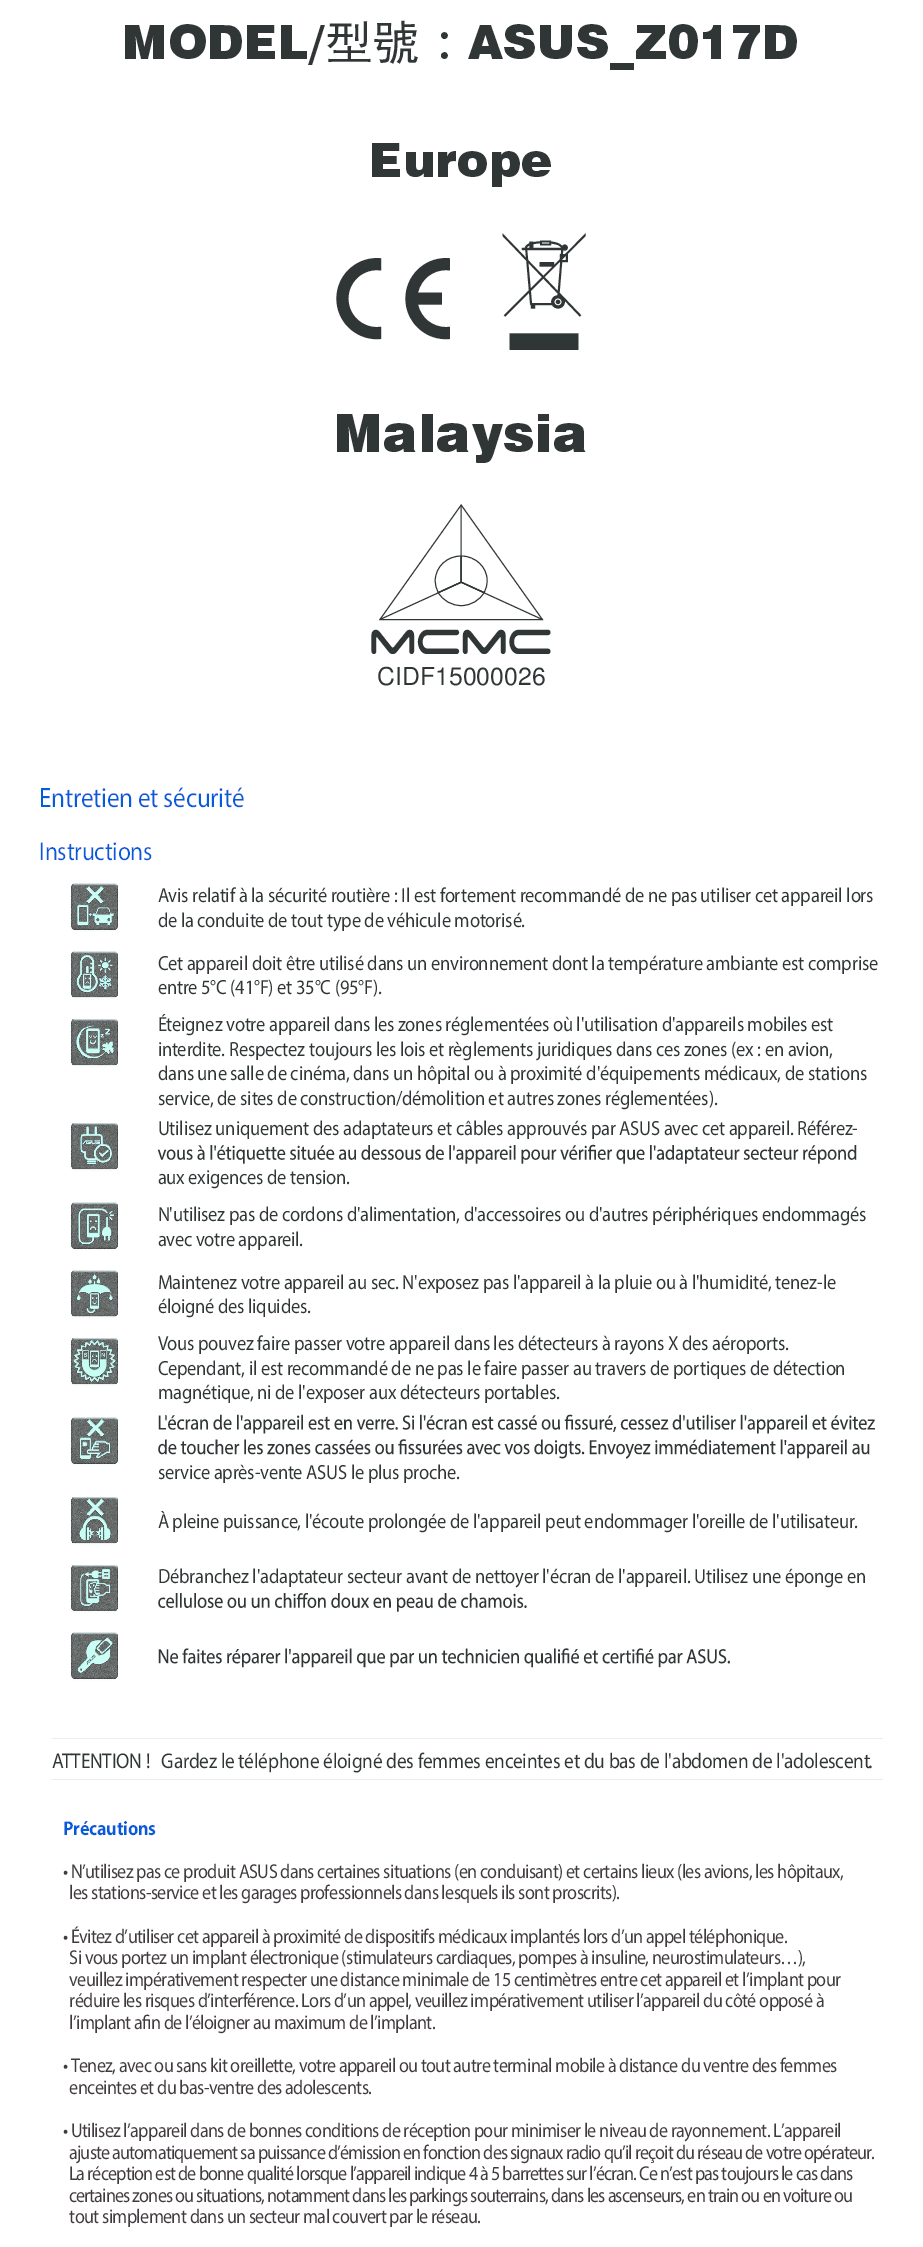 MODEL/型號：ASUS_Z017D
Europe
CE
Malaysia
MCMC
CIDF15000026
Entretien et sécurité
Instructions
Avis relatif à la sécurité routière : Il est fortement recommandé de ne pas utiliser cet appareil lors
de la conduite de tout type de véhicule motorisé.
Cet appareil doit être utilisé dans un environnement dont la température ambiante est comprise
entre 5°C (41°F) et 35°C (95°F).
Éteignez votre appareil dans les zones réglementées où l'utilisation d'appareils mobiles est
interdite. Respectez toujours les lois et règlements juridiques dans ces zones (ex : en avion,
dans une salle de cinéma, dans un hôpital ou à proximité d'équipements médicaux, de stations
service, de sites de construction/démolition et autres zones réglementées).
Utilisez uniquement des adaptateurs et câbles approuvés par ASUS avec cet appareil. Référez-
vous à l'étiquette située au dessous de l'appareil pour vérifier que l'adaptateur secteur répond
aux exigences de tension.
N'utilisez pas de cordons d'alimentation, d'accessoires ou d'autres périphériques endommagés
avec votre appareil.
Maintenez votre appareil au sec. N'exposez pas l'appareil à la pluie ou à l'humidité, tenez-le
éloigné des liquides.
Vous pouvez faire passer votre appareil dans les détecteurs à rayons X des aéroports.
Cependant, il est recommandé de ne pas le faire passer au travers de portiques de détection
magnétique, ni de l'exposer aux détecteurs portables.
L'écran de l'appareil est en verre. Si l'écran est cassé ou fissuré, cessez d'utiliser l'appareil et évitez
de toucher les zones cassées ou fissurées avec vos doigts. Envoyez immédiatement l'appareil au
service après-vente ASUS le plus proche.
À pleine puissance, l'écoute prolongée de l'appareil peut endommager l'oreille de l'utilisateur.
Débranchez l'adaptateur secteur avant de nettoyer l'écran de l'appareil. Utilisez une éponge en
cellulose ou un chiffon doux en peau de chamois.
Ne faites réparer l'appareil que par un technicien qualifié et certifié par ASUS.
ATTENTION ! Gardez le téléphone éloigné des femmes enceintes et du bas de l'abdomen de l'adolescent.
Précautions
• N’utilisez pas ce produit ASUS dans certaines situations (en conduisant) et certains lieux (les avions, les hôpitaux,
les stations-service et les garages professionnels dans lesquels ils sont proscrits).
• Évitez d’utiliser cet appareil à proximité de dispositifs médicaux implantés lors d’un appel téléphonique.
Si vous portez un implant électronique (stimulateurs cardiaques, pompes à insuline, neurostimulateurs…),
veuillez impérativement respecter une distance minimale de 15 centimètres entre cet appareil et l’implant pour
réduire les risques d’interférence. Lors d’un appel, veuillez impérativement utiliser l’appareil du côté opposé à
l’implant afin de l’éloigner au maximum de l’implant.
• Tenez, avec ou sans kit oreillette, votre appareil ou tout autre terminal mobile à distance du ventre des femmes
enceintes et du bas-ventre des adolescents.
• Utilisez l’appareil dans de bonnes conditions de réception pour minimiser le niveau de rayonnement. L’appareil
ajuste automatiquement sa puissance d’émission en fonction des signaux radio qu’il reçoit du réseau de votre opérateur.
La réception est de bonne qualité lorsque l’appareil indique 4 à 5 barrettes sur l’écran. Ce n’est pas toujours le cas dans
certaines zones ou situations, notamment dans les parkings souterrains, dans les ascenseurs, en train ou en voiture ou
tout simplement dans un secteur mal couvert par le réseau.